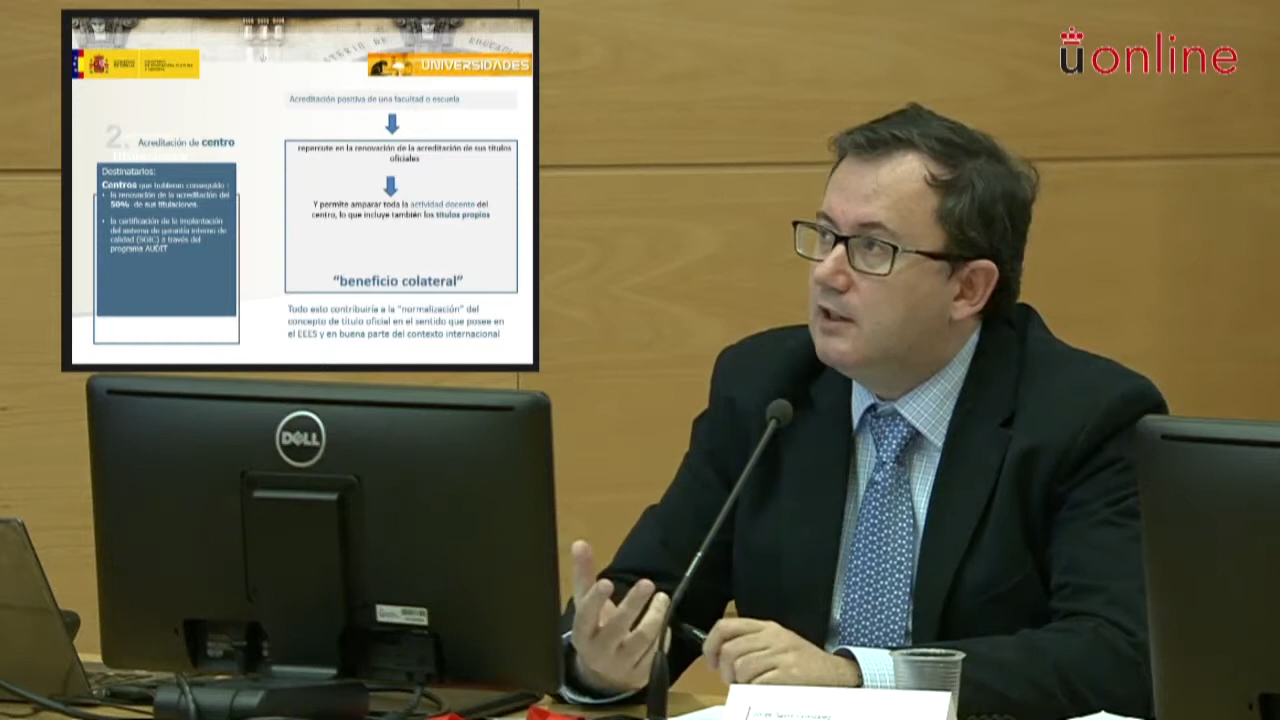 uonline
UNIVERSIDADES
Acreditación positiva de una facultad o escuela
2. Acreditación de centro
repercute en la renovación de la acreditación de sus títulos
oficiales
Destinatarios:
Centros que hubieran conseguido :
• la renovación de la acreditación del
50% de sus titulaciones.
• la certificación de la implantación
del sistema de garantía interno de
calidad (SGIC) a través del
programa AUDIT
Y permite amparar toda la actividad docente del
centro, lo que incluye también los títulos propios
“beneficio colateral”
Todo esto contribuiría a la “normalización” del
concepto de título oficial en el sentido que posee en
el EEES y en buena parte del contexto internacional
DELL